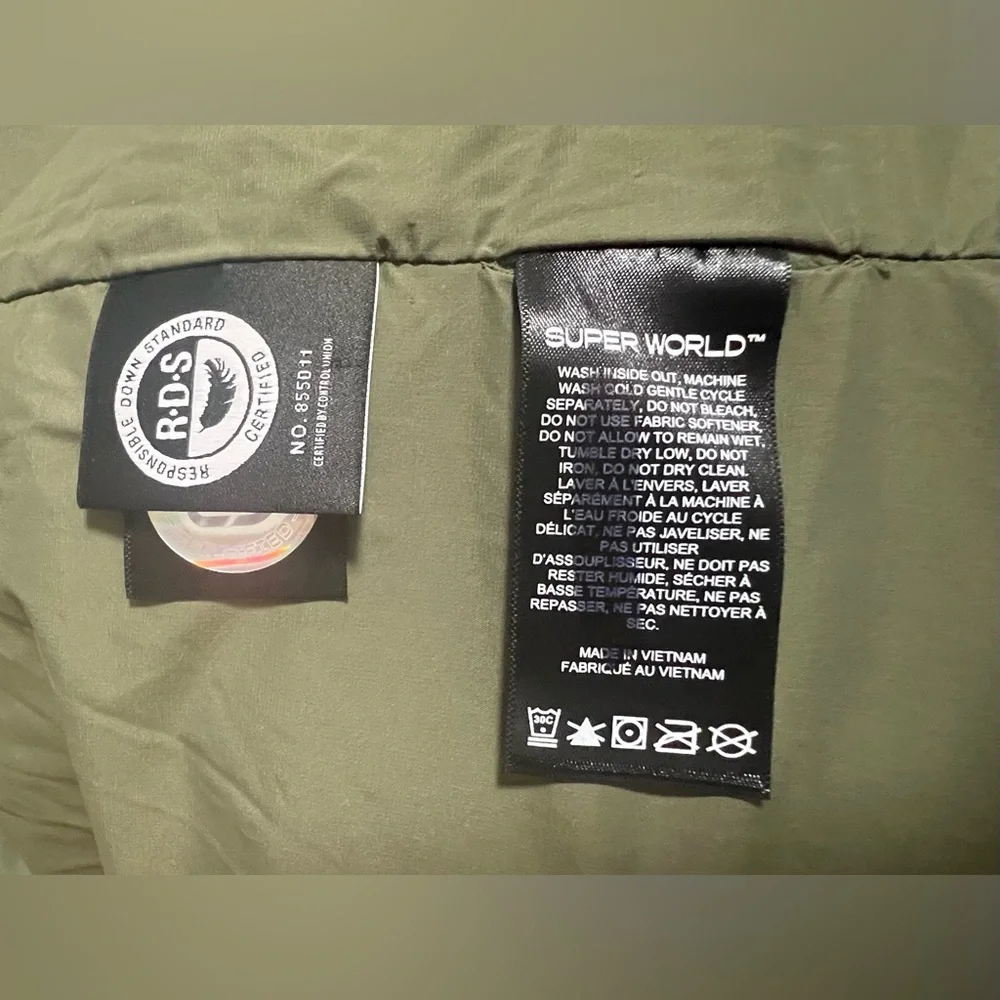 RESPONSIBLE DOWN STANDARD
R·D·S
CERTIFIED
NO. 855D11
CERTIFIED BY CONTROL UNION
SUPER WORLD™
WASH INSIDE OUT, MACHINE
WASH COLD GENTLE CYCLE
SEPARATELY, DO NOT BLEACH,
DO NOT USE FABRIC SOFTENER,
DO NOT ALLOW TO REMAIN WET,
TUMBLE DRY LOW, DO NOT
IRON, DO NOT DRY CLEAN.
LAVER À L'ENVERS, LAVER
SÉPARÉMENT À LA MACHINE À
L'EAU FROIDE AU CYCLE
DÉLICAT, NE PAS JAVELISER, NE
PAS UTILISER
D'ASSOUPLISSEUR, NE DOIT PAS
RESTER HUMIDE, SÉCHER À
BASSE TEMPÉRATURE, NE PAS
REPASSER, NE PAS NETTOYER À
SEC.
MADE IN VIETNAM
FABRIQUÉ AU VIETNAM
30C